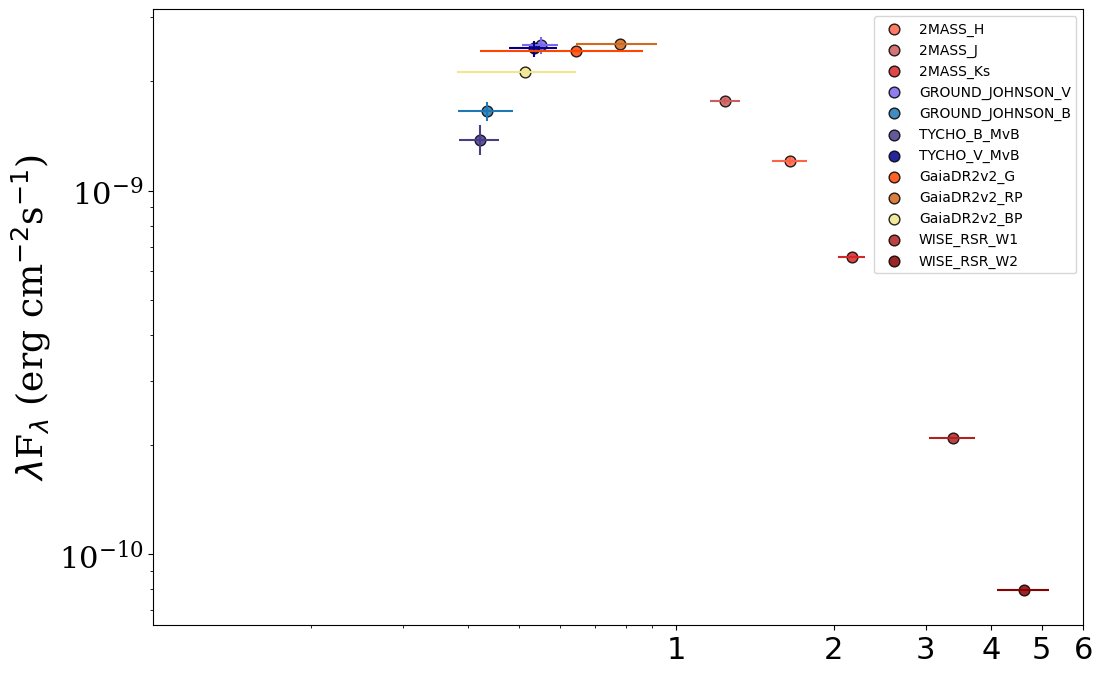 λF_λ (erg cm⁻²s⁻¹)
10⁻⁹
10⁻¹⁰
2MASS_H
2MASS_J
2MASS_Ks
GROUND_JOHNSON_V
GROUND_JOHNSON_B
TYCHO_B_MvB
TYCHO_V_MvB
GaiaDR2v2_G
GaiaDR2v2_RP
GaiaDR2v2_BP
WISE_RSR_W1
WISE_RSR_W2
1 2 3 4 5 6